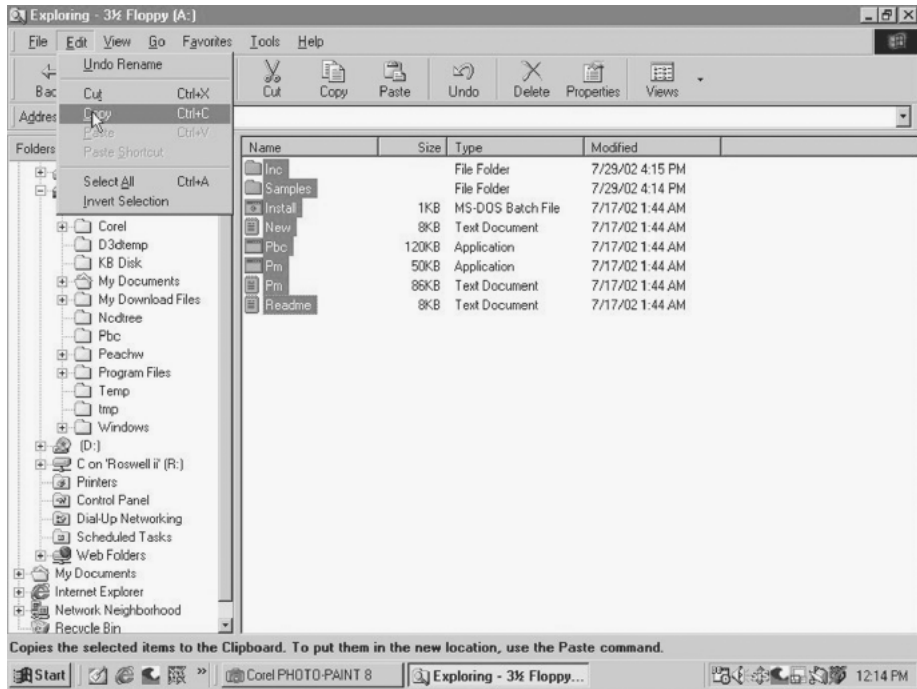 Exploring - 3½ Floppy (A:)
File Edit View Go Favorites Tools Help
Bac Cut Copy Paste Undo Delete Properties Views
Undo Rename
Cut Ctrl+X
Copy Ctrl+C
Paste Ctrl+V
Paste Shortcut
Select All Ctrl+A
Invert Selection
Addres
Folders
Corel
D3dtemp
KB Disk
My Documents
My Download Files
Ncdtree
Pbc
Peachw
Program Files
Temp
tmp
Windows
(D:)
C on 'Roswell ii' (R:)
Printers
Control Panel
Dial-Up Networking
Scheduled Tasks
Web Folders
My Documents
Internet Explorer
Network Neighborhood
Recycle Bin
Name Size Type Modified
Inc File Folder 7/29/02 4:15 PM
Samples File Folder 7/29/02 4:14 PM
Install 1KB MS-DOS Batch File 7/17/02 1:44 AM
New 8KB Text Document 7/17/02 1:44 AM
Pbc 120KB Application 7/17/02 1:44 AM
Pm 50KB Application 7/17/02 1:44 AM
Pm 86KB Text Document 7/17/02 1:44 AM
Readme 8KB Text Document 7/17/02 1:44 AM
Copies the selected items to the Clipboard. To put them in the new location, use the Paste command.
Start » Corel PHOTO-PAINT 8 Exploring - 3½ Floppy... 12:14 PM